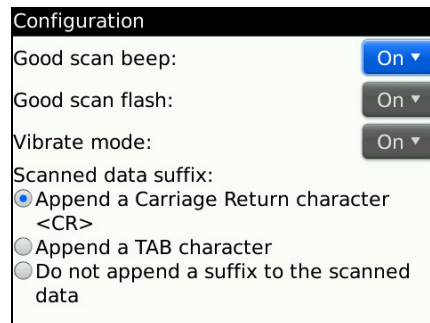 Configuration
Good scan beep: On
Good scan flash: On
Vibrate mode: On
Scanned data suffix:
Append a Carriage Return character
<CR>
Append a TAB character
Do not append a suffix to the scanned
data